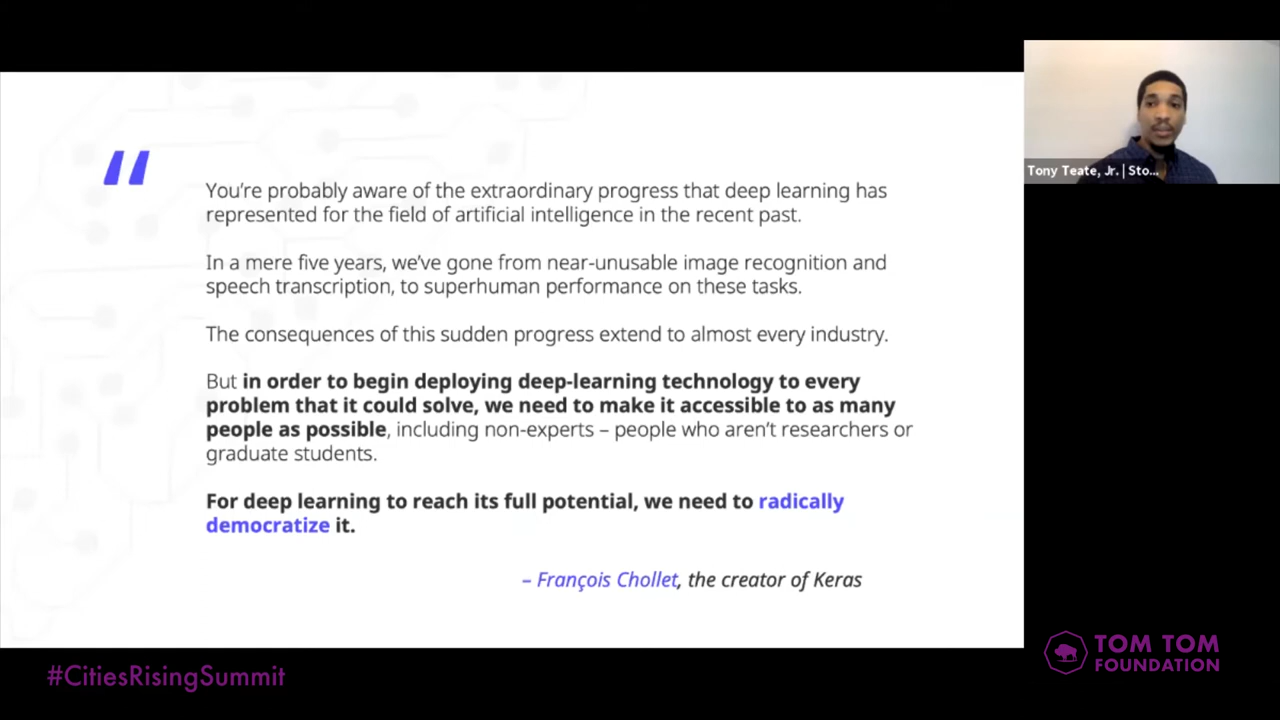 “
You’re probably aware of the extraordinary progress that deep learning has
represented for the field of artificial intelligence in the recent past.
In a mere five years, we’ve gone from near-unusable image recognition and
speech transcription, to superhuman performance on these tasks.
The consequences of this sudden progress extend to almost every industry.
But in order to begin deploying deep-learning technology to every
problem that it could solve, we need to make it accessible to as many
people as possible, including non-experts – people who aren’t researchers or
graduate students.
For deep learning to reach its full potential, we need to radically
democratize it.
– François Chollet, the creator of Keras
Tony Teate, Jr. | Sto...
#CitiesRisingSummit
TOM TOM
FOUNDATION